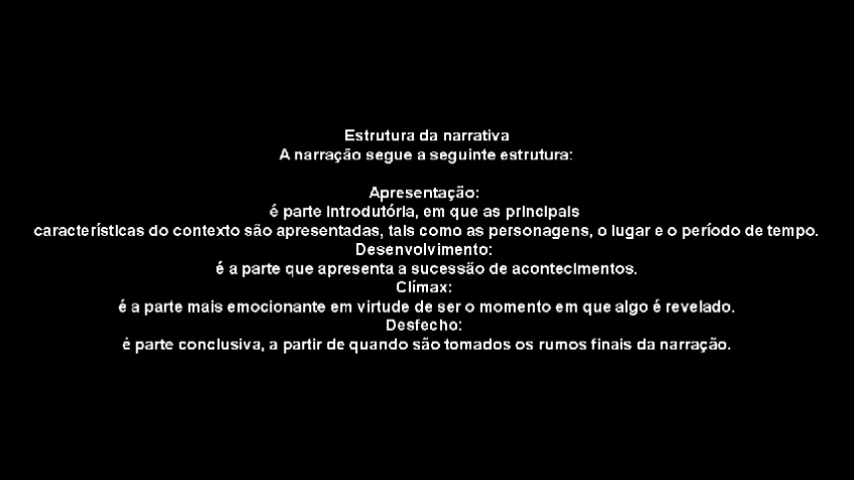 Estrutura da narrativa
A narração segue a seguinte estrutura:
Apresentação:
é parte introdutória, em que as principais
características do contexto são apresentadas, tais como as personagens, o lugar e o período de tempo.
Desenvolvimento:
é a parte que apresenta a sucessão de acontecimentos.
Clímax:
é a parte mais emocionante em virtude de ser o momento em que algo é revelado.
Desfecho:
é parte conclusiva, a partir de quando são tomados os rumos finais da narração.